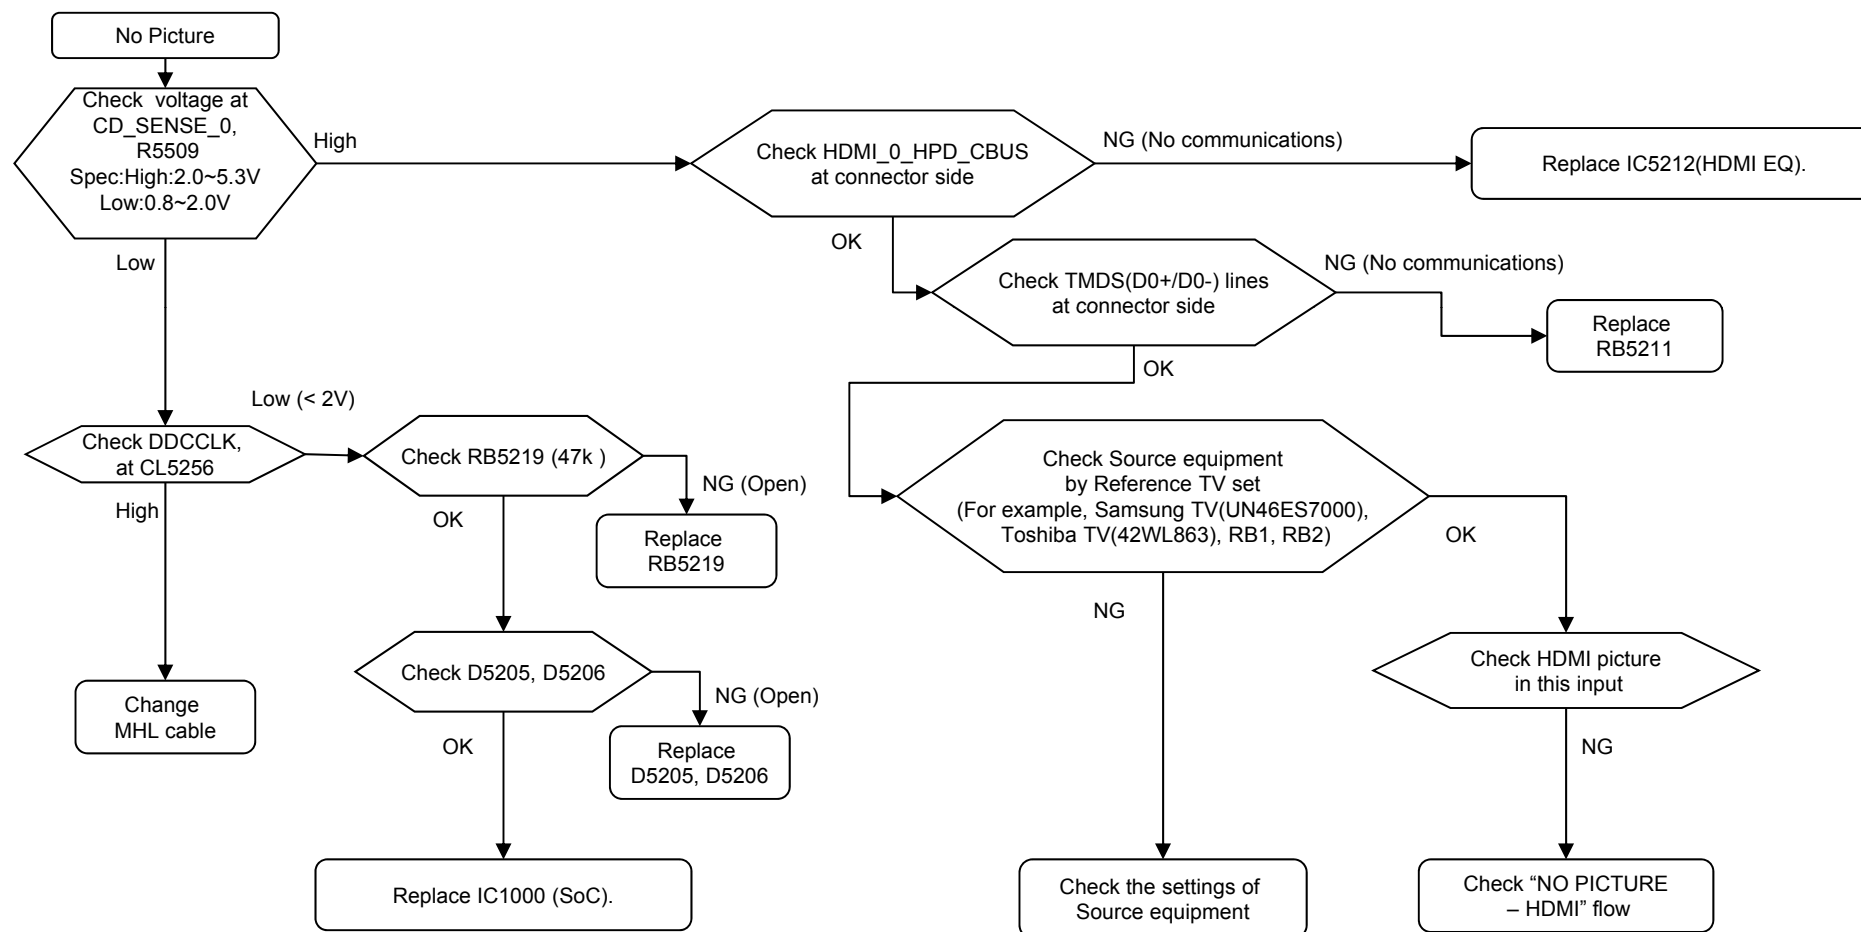 No Picture
Check  voltage at
CD_SENSE_0,
R5509
Spec:High:2.0~5.3V
Low:0.8~2.0V
High
Check HDMI_0_HPD_CBUS
at connector side
NG (No communications)
Replace IC5212(HDMI EQ).
OK
Low
Check TMDS(D0+/D0-) lines
at connector side
NG (No communications)
Replace
RB5211
OK
Low (< 2V)
Check DDCCLK,
at CL5256
Check RB5219 (47k )
NG (Open)
Replace
RB5219
High
OK
Check Source equipment
by Reference TV set
(For example, Samsung TV(UN46ES7000),
Toshiba TV(42WL863), RB1, RB2)
OK
NG
Check D5205, D5206
NG (Open)
Replace
D5205, D5206
Change
MHL cable
OK
Check HDMI picture
in this input
NG
Replace IC1000 (SoC).
Check the settings of
Source equipment
Check “NO PICTURE
– HDMI” flow